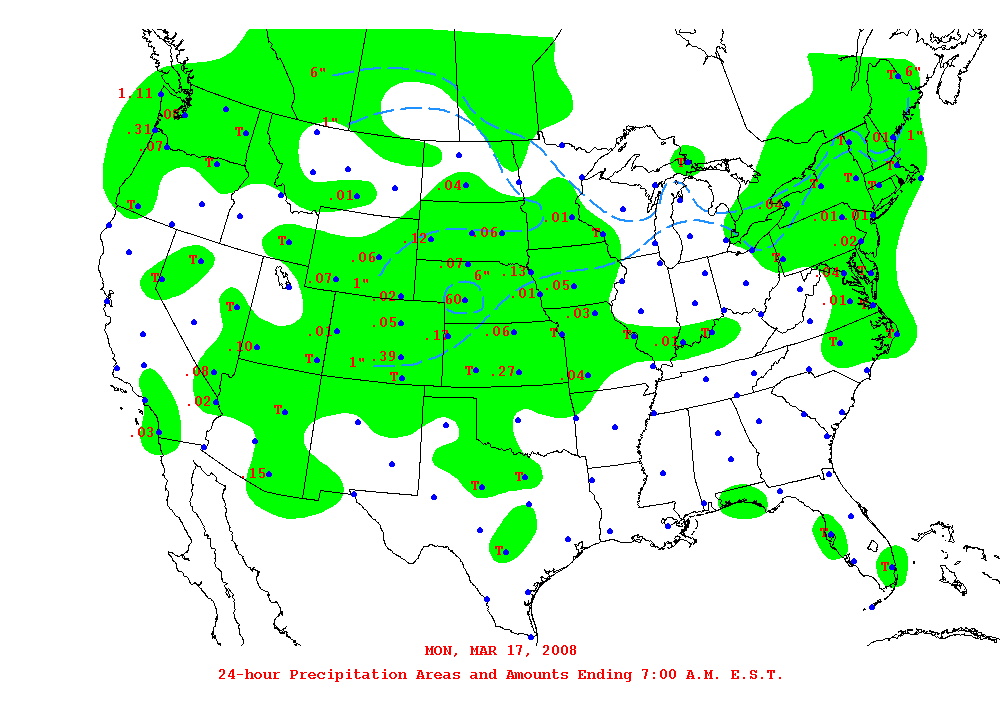 6"
T 6"
1.11
.05
1"
.31
T
.01 1"
T
.07
T
T
T
.04
T
T
.01
T
.04
.01
.01 .01
.12
.06
T
T
.02
.06
T
T
.07
T
.07
1"
6"
.13
.05
.04
T
.02
.60
.01
T
.01
T
.03
.05
.01
.17
.06
T
T
T
T
.01
T
.10
T
1"
.39
.08
T
T
.27
.04
.02
T
.03
.15
T
T
T
T
T
MON, MAR 17, 2008
24-hour Precipitation Areas and Amounts Ending 7:00 A.M. E.S.T.